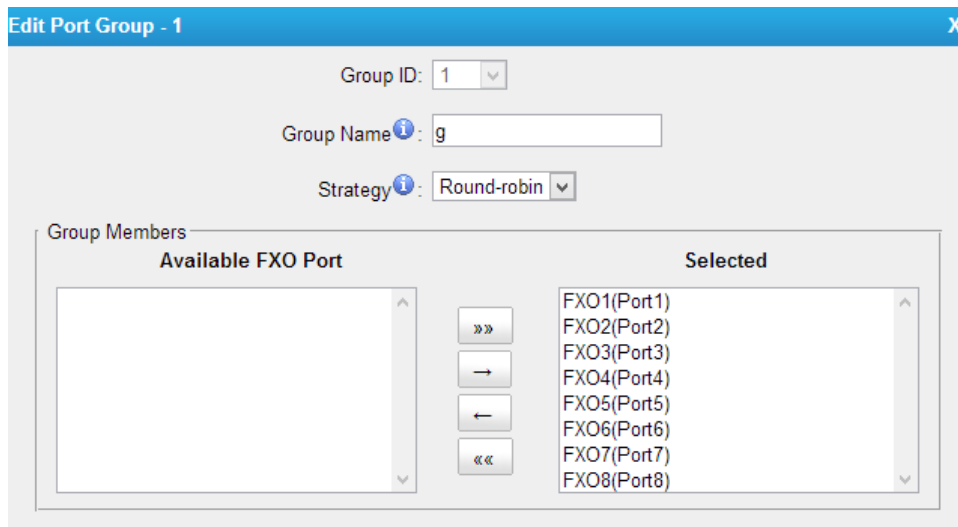 Edit Port Group - 1 X
Group ID: 1
Group Name : g
Strategy : Round-robin
Group Members
Available FXO Port Selected
»»
→
←
««
FXO1(Port1)
FXO2(Port2)
FXO3(Port3)
FXO4(Port4)
FXO5(Port5)
FXO6(Port6)
FXO7(Port7)
FXO8(Port8)